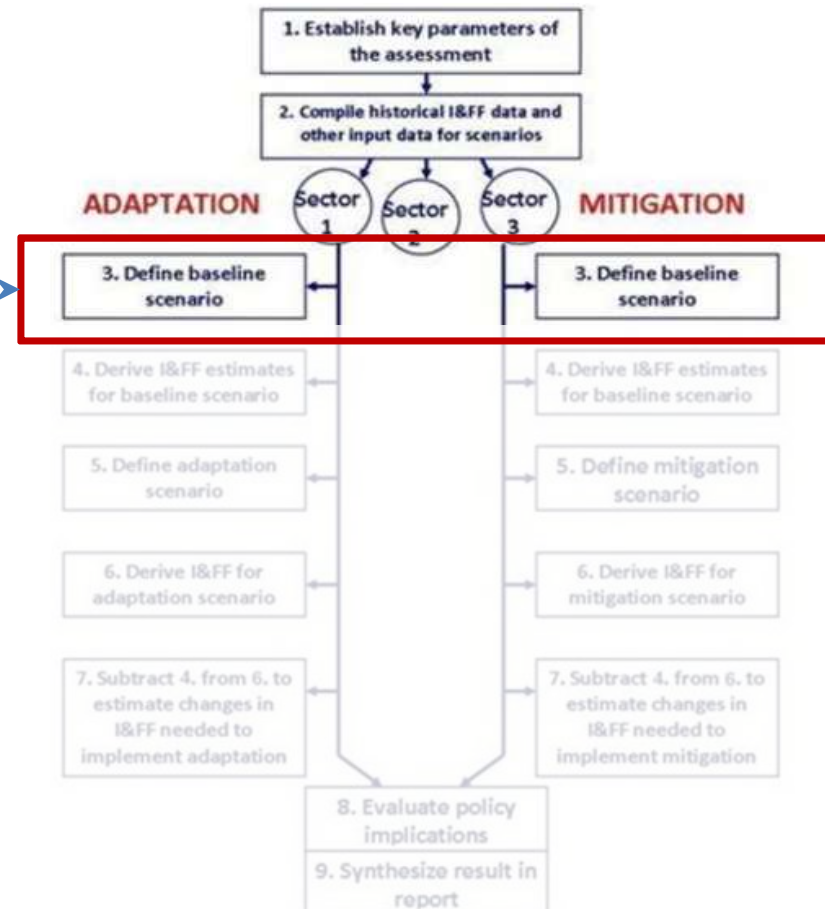 1. Establish key parameters of
the assessment
2. Compile historical I&FF data and
other input data for scenarios
ADAPTATION
Sector
1
Sector
2
Sector
3
MITIGATION
3. Define baseline
scenario
3. Define baseline
scenario
4. Derive I&FF estimates
for baseline scenario
4. Derive I&FF estimates
for baseline scenario
5. Define adaptation
scenario
5. Define mitigation
scenario
6. Derive I&FF for
adaptation scenario
6. Derive I&FF for
mitigation scenario
7. Subtract 4. from 6. to
estimate changes in
I&FF needed to
implement adaptation
7. Subtract 4. from 6. to
estimate changes in
I&FF needed to
implement mitigation
8. Evaluate policy
implications
9. Synthesize result in
report